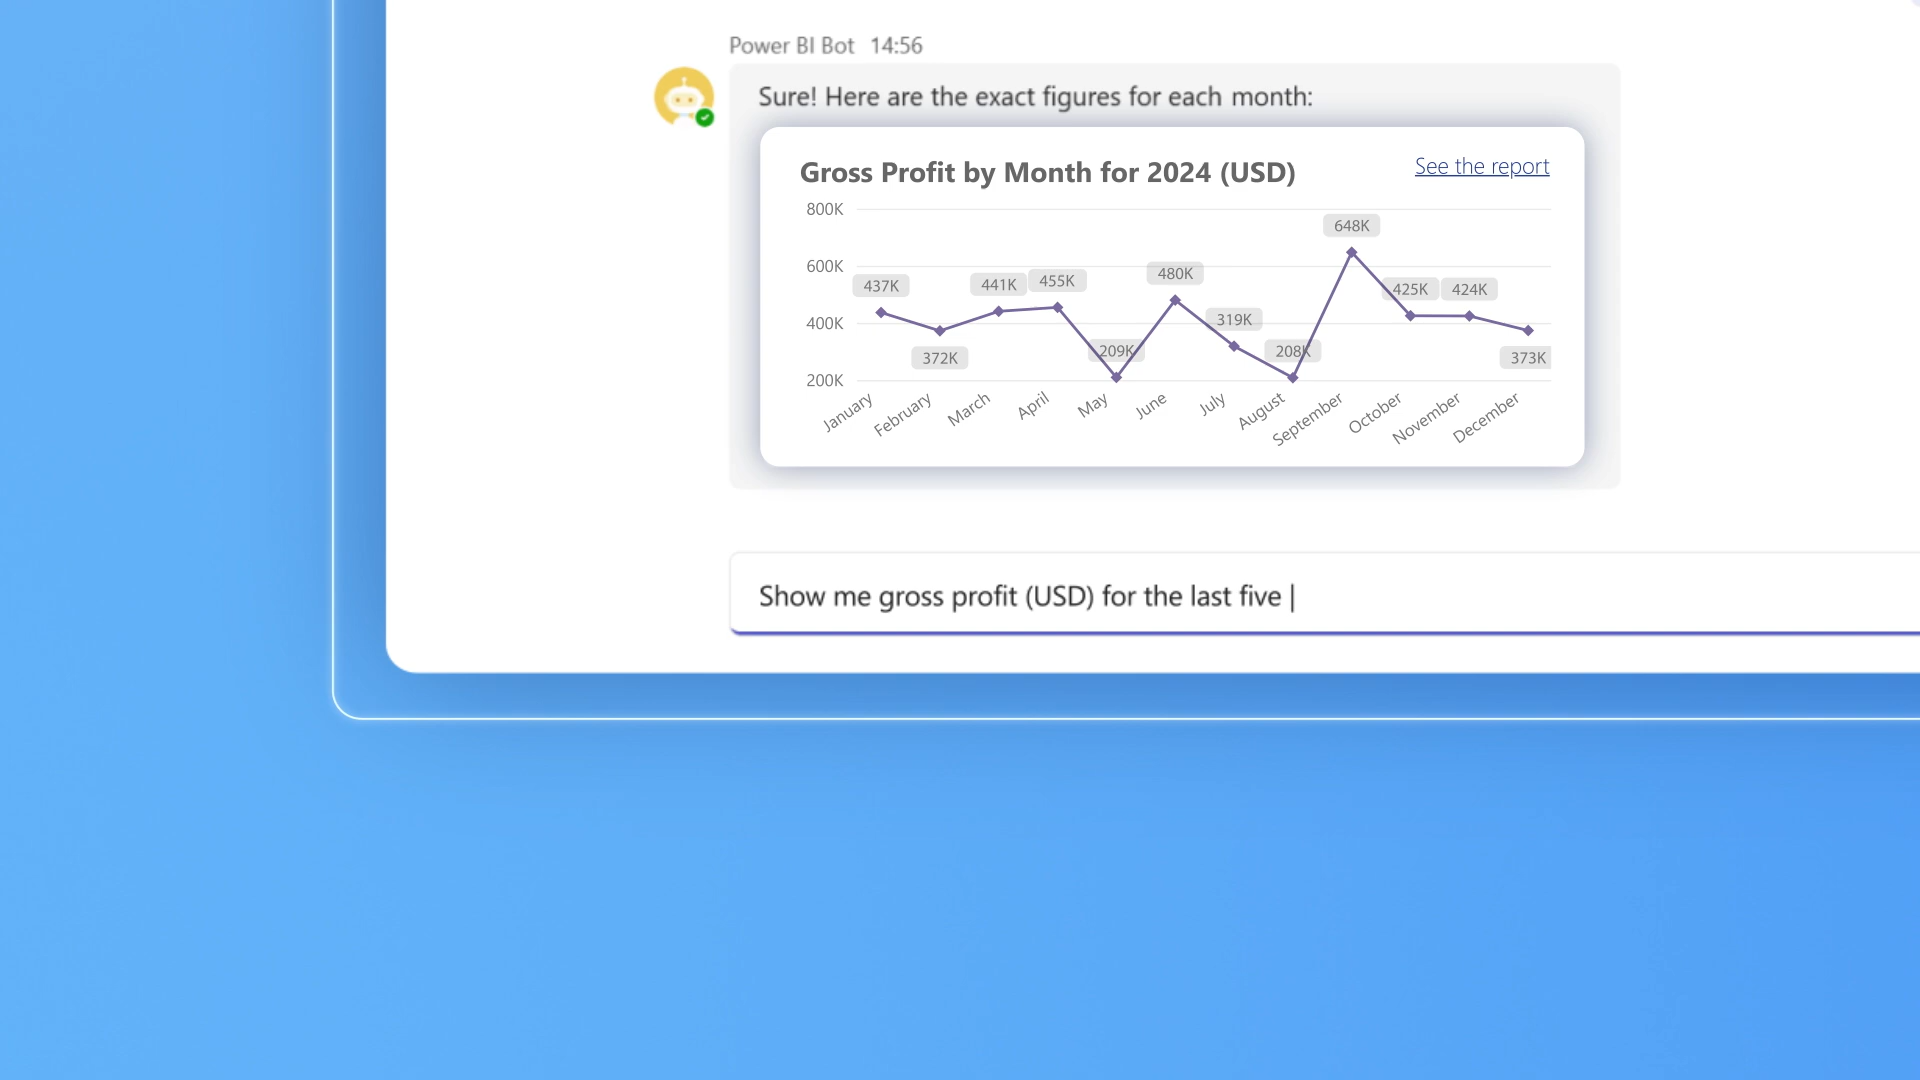 Power BI Bot 14:56
Sure! Here are the exact figures for each month:
Gross Profit by Month for 2024 (USD)
See the report
800K
600K
400K
200K
437K
372K
441K
455K
209K
480K
319K
208K
648K
425K
424K
373K
January
February
March
April
May
June
July
August
September
October
November
December
Show me gross profit (USD) for the last five